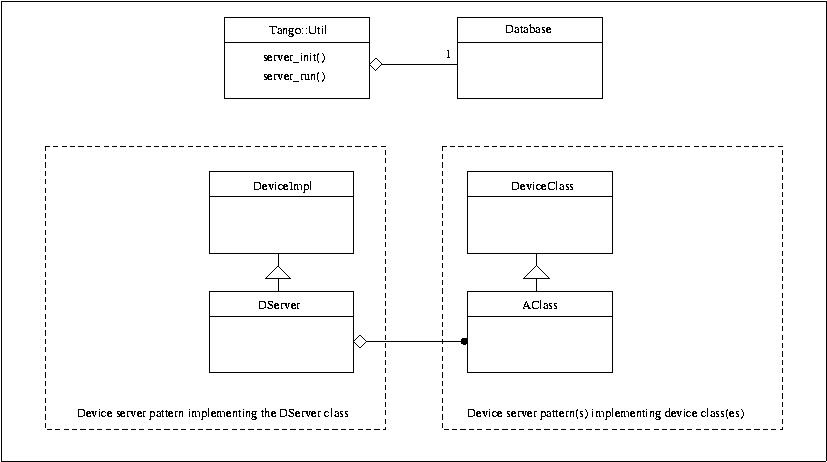 Tango::Util
Database
server_init()
1
server_run()
DeviceImpl
DeviceClass
DServer
AClass
Device server pattern implementing the DServer class
Device server pattern(s) implementing device class(es)